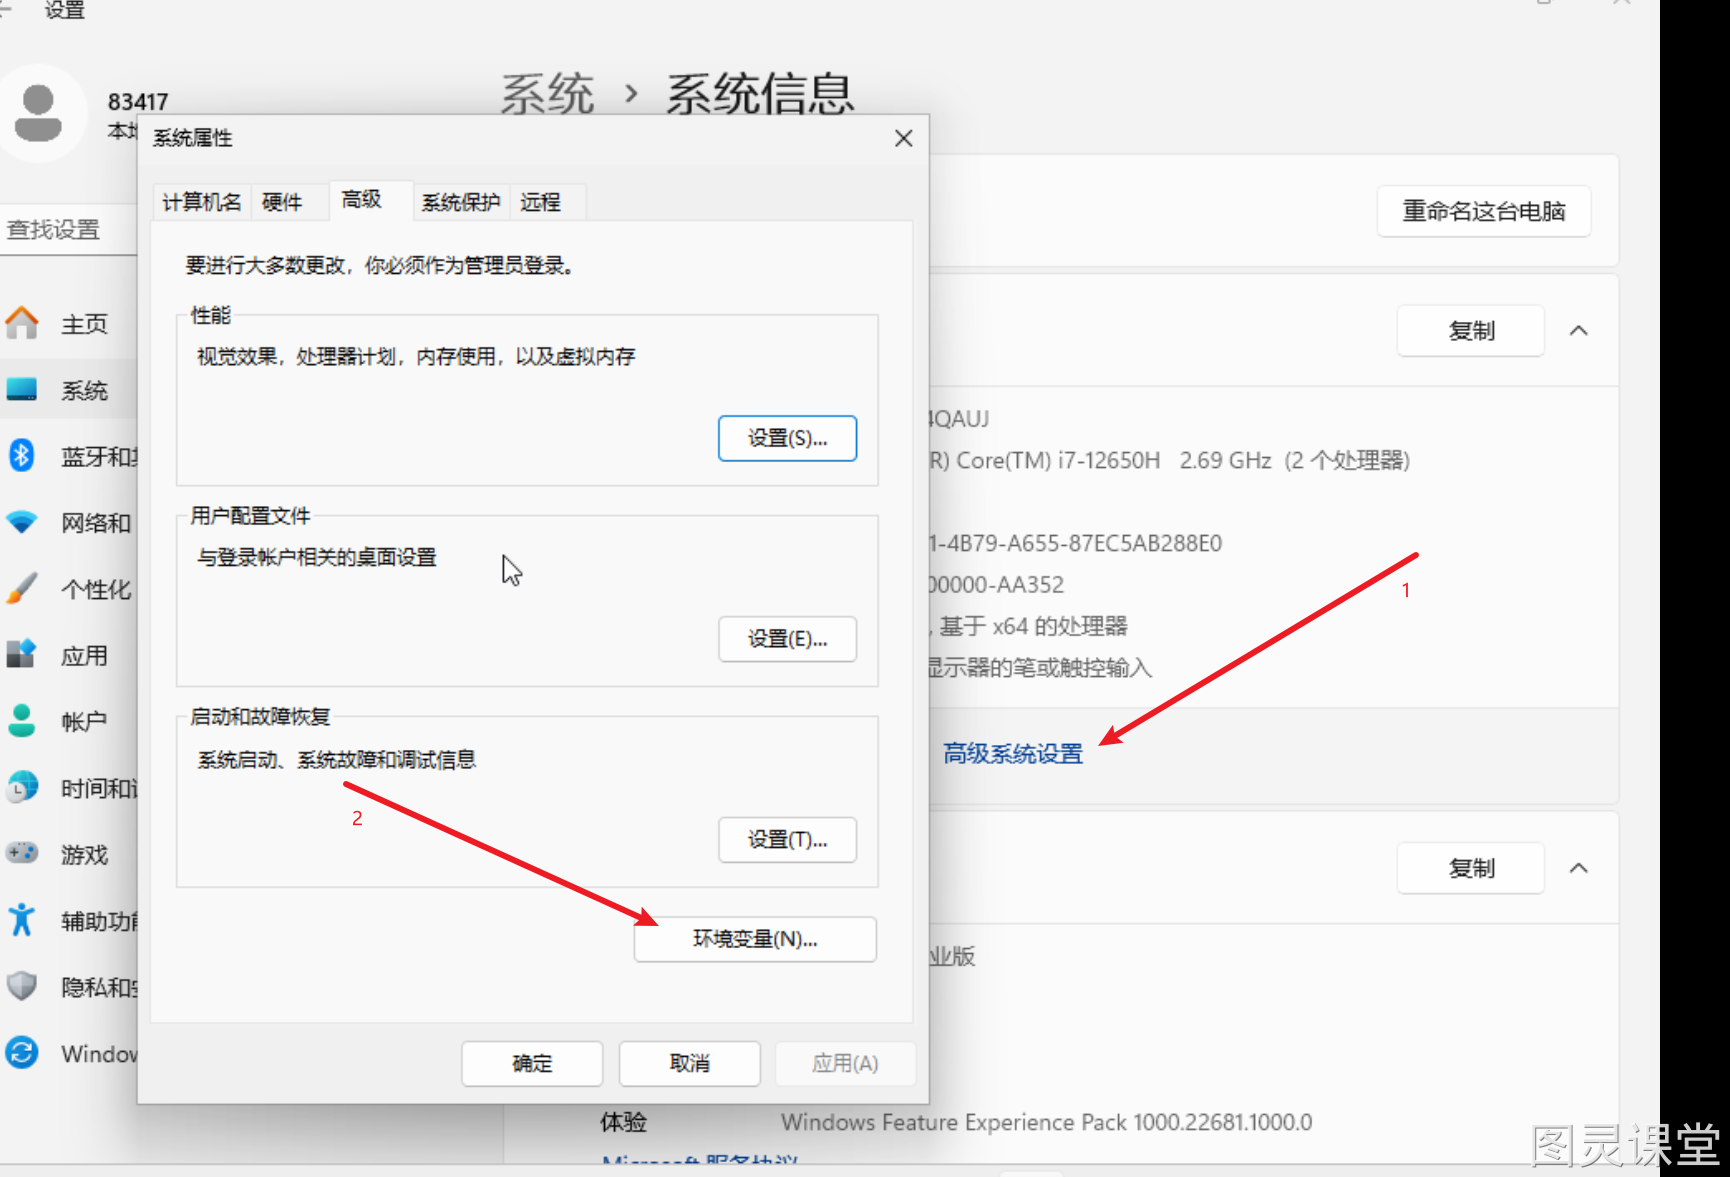 设置
83417
系统 › 系统信息
系统属性
计算机名 硬件 高级 系统保护 远程
要进行大多数更改，你必须作为管理员登录。
性能
视觉效果，处理器计划，内存使用，以及虚拟内存
设置(S)...
用户配置文件
与登录帐户相关的桌面设置
设置(E)...
启动和故障恢复
系统启动、系统故障和调试信息
2
设置(T)...
环境变量(N)...
确定 取消 应用(A)
查找设置
主页
系统
蓝牙和
网络和
个性化
应用
帐户
时间和
游戏
辅助功能
隐私和
Window
重命名这台电脑
复制
4QAUJ
R) Core(TM) i7-12650H 2.69 GHz (2 个处理器)
1-4B79-A655-87EC5AB288E0
00000-AA352
, 基于 x64 的处理器
显示器的笔或触控输入
1
高级系统设置
复制
业版
体验 Windows Feature Experience Pack 1000.22681.1000.0
Microsoft 服务协议
图灵课堂